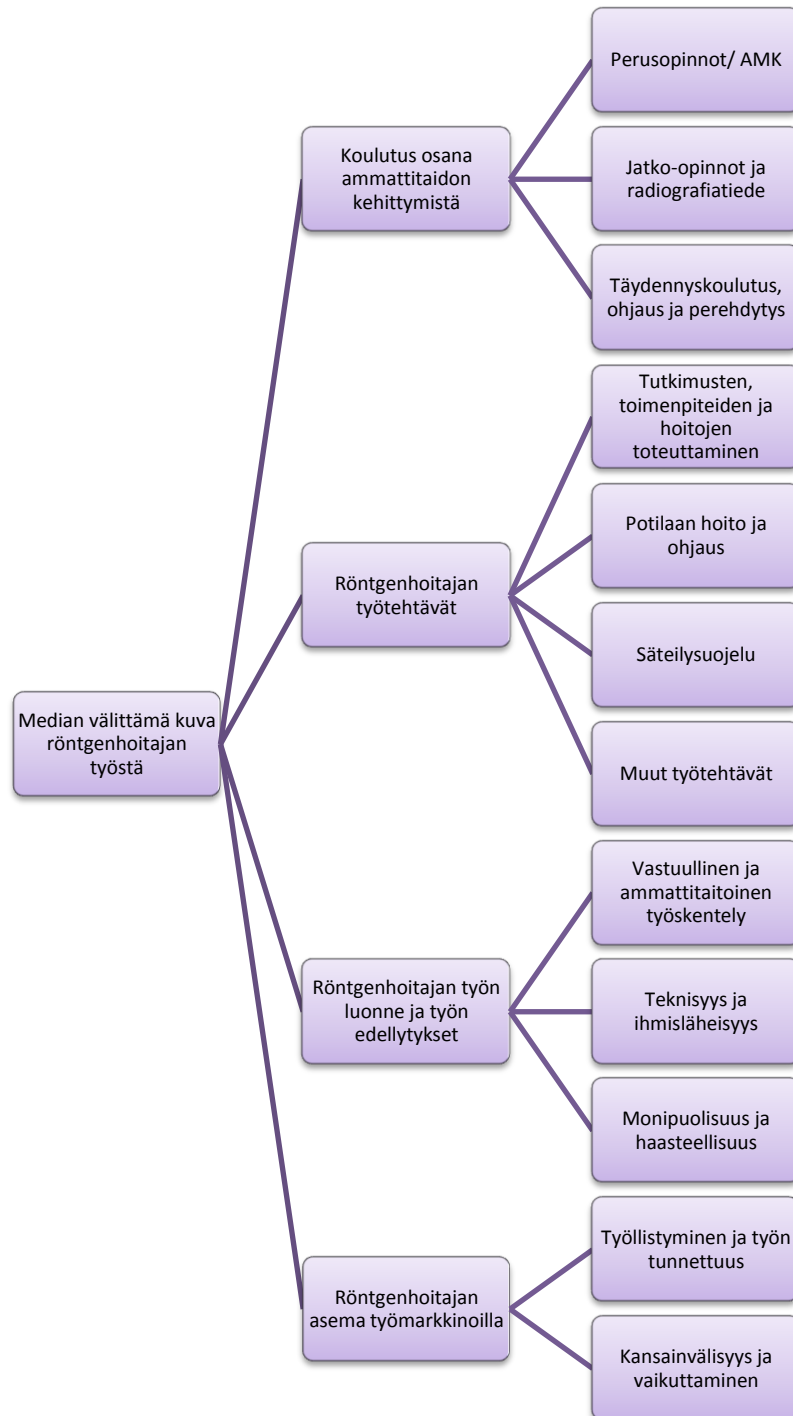 Median välittämä kuva
röntgenhoitajan
työstä
Koulutus osana
ammattitaidon
kehittymistä
Perusopinnot/ AMK
Jatko-opinnot ja
radiografiatiede
Täydennyskoulutus,
ohjaus ja perehdytys
Röntgenhoitajan
työtehtävät
Tutkimusten,
toimenpiteiden ja
hoitojen
toteuttaminen
Potilaan hoito ja
ohjaus
Säteilysuojelu
Muut työtehtävät
Röntgenhoitajan työn
luonne ja työn
edellytykset
Vastuullinen ja
ammattitaitoinen
työskentely
Teknisyys ja
ihmisläheisyys
Monipuolisuus ja
haasteellisuus
Röntgenhoitajan
asema työmarkkinoilla
Työllistyminen ja työn
tunnettuus
Kansainvälisyys ja
vaikuttaminen